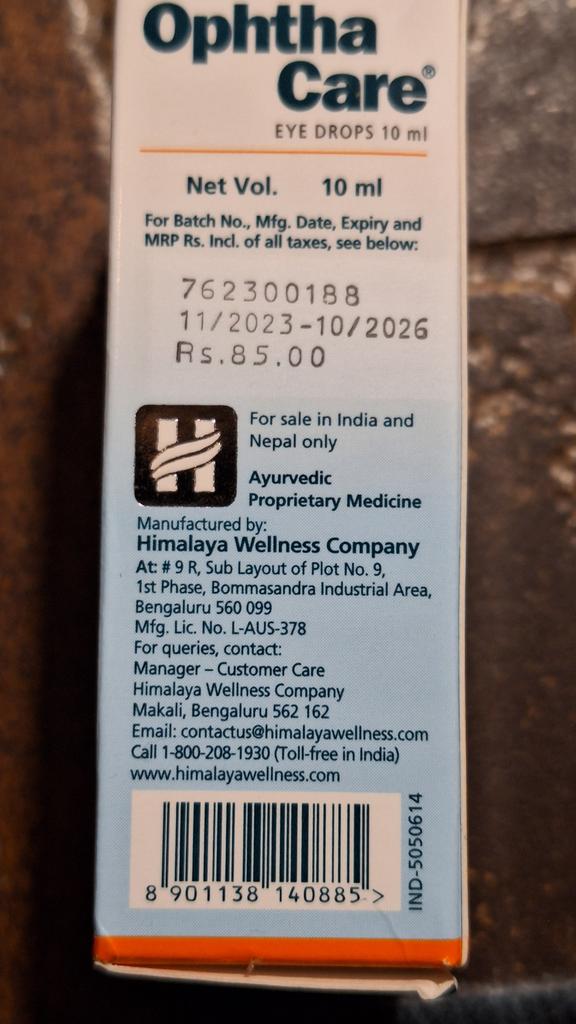 Ophtha
Care®
EYE DROPS 10 ml
Net Vol. 10 ml
For Batch No., Mfg. Date, Expiry and
MRP Rs. Incl. of all taxes, see below:
762300188
11/2023-10/2026
Rs.85.00
For sale in India and
Nepal only
Ayurvedic
Proprietary Medicine
Manufactured by:
Himalaya Wellness Company
At: # 9 R, Sub Layout of Plot No. 9,
1st Phase, Bommasandra Industrial Area,
Bengaluru 560 099
Mfg. Lic. No. L-AUS-378
For queries, contact:
Manager – Customer Care
Himalaya Wellness Company
Makali, Bengaluru 562 162
Email: contactus@himalayawellness.com
Call 1-800-208-1930 (Toll-free in India)
www.himalayawellness.com
8 901138 140885 >
IND-5050614